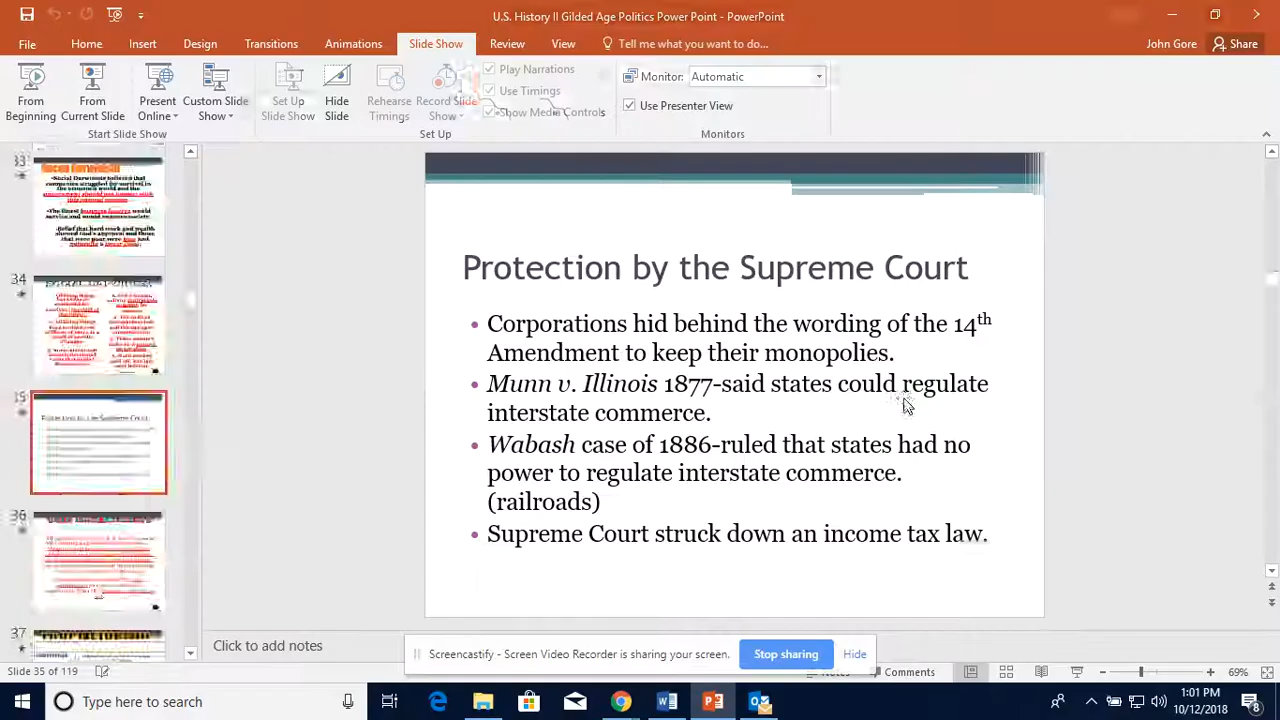 U.S. History II Gilded Age Politics Power Point - PowerPoint
File Home Insert Design Transitions Animations Slide Show Review View Tell me what you want to do... John Gore Share
From Beginning
From Current Slide
Present Online
Custom Slide Show
Start Slide Show
Set Up Slide Show
Hide Slide
Rehearse Timings
Record Slide Show
Play Narrations
Use Timings
Show Media Controls
Set Up
Monitor: Automatic
Use Presenter View
Monitors
33
34
36
37
Protection by the Supreme Court
• Corporations hid behind the wording of the 14th
Amendment to keep their monopolies.
• Munn v. Illinois 1877-said states could regulate
interstate commerce.
• Wabash case of 1886-ruled that states had no
power to regulate interstate commerce.
(railroads)
• Supreme Court struck down an income tax law.
Click to add notes
Screencastify - Screen Video Recorder is sharing your screen. Stop sharing Hide
Slide 35 of 119
Notes Comments 69%
Type here to search
1:01 PM
10/12/2018
8